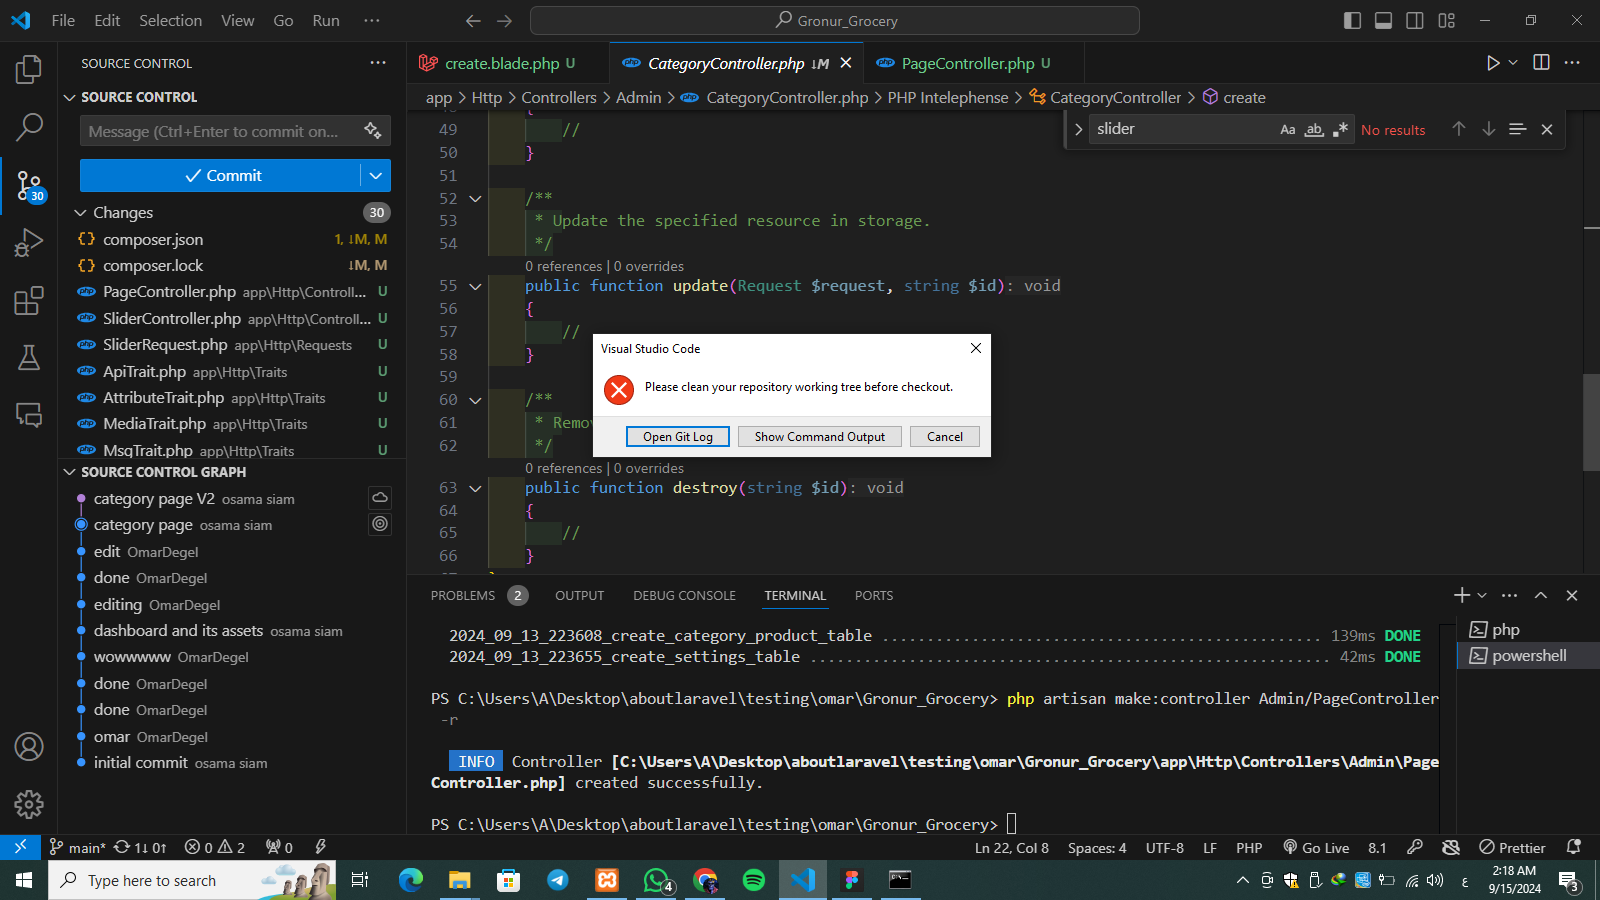 File Edit Selection View Go Run ···
Gronur_Grocery
SOURCE CONTROL
SOURCE CONTROL
Message (Ctrl+Enter to commit on...
Commit
Changes 30
composer.json 1, ↓M, M
composer.lock ↓M, M
PageController.php app\Http\Controll... U
SliderController.php app\Http\Controll... U
SliderRequest.php app\Http\Requests U
ApiTrait.php app\Http\Traits U
AttributeTrait.php app\Http\Traits U
MediaTrait.php app\Http\Traits U
MsgTrait.php app\Http\Traits U
SOURCE CONTROL GRAPH
category page V2 osama siam
category page osama siam
edit OmarDegel
done OmarDegel
editing OmarDegel
dashboard and its assets osama siam
wowwwww OmarDegel
done OmarDegel
done OmarDegel
omar OmarDegel
initial commit osama siam
30
create.blade.php U
CategoryController.php ↓M
PageController.php U
app > Http > Controllers > Admin > CategoryController.php > PHP Intelephense > CategoryController > create
slider Aa ab No results
{
49 //
50 }
51
52 /**
53 * Update the specified resource in storage.
54 */
0 references | 0 overrides
55 public function update(Request $request, string $id): void
56 {
57 //
58 }
59
60 /**
61 * Remov
62 */
0 references | 0 overrides
63 public function destroy(string $id): void
64 {
65 //
66 }
Visual Studio Code
Please clean your repository working tree before checkout.
Open Git Log Show Command Output Cancel
PROBLEMS 2 OUTPUT DEBUG CONSOLE TERMINAL PORTS
2024_09_13_223608_create_category_product_table ................................................ 139ms DONE
2024_09_13_223655_create_settings_table ......................................................... 42ms DONE
PS C:\Users\A\Desktop\aboutlaravel\testing\omar\Gronur_Grocery> php artisan make:controller Admin/PageController
-r
INFO Controller [C:\Users\A\Desktop\aboutlaravel\testing\omar\Gronur_Grocery\app\Http\Controllers\Admin\Page
Controller.php] created successfully.
PS C:\Users\A\Desktop\aboutlaravel\testing\omar\Gronur_Grocery>
php
powershell
main* 1↓ 0↑ 0 2 0 Ln 22, Col 8 Spaces: 4 UTF-8 LF PHP Go Live 8.1 Prettier
Type here to search
4
ع
2:18 AM
9/15/2024
3